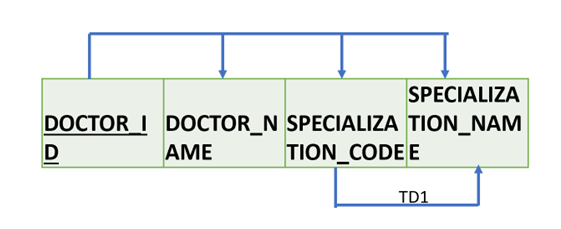 DOCTOR_I
D
DOCTOR_N
AME
SPECIALIZA
TION_CODE
SPECIALIZA
TION_NAM
E
TD1